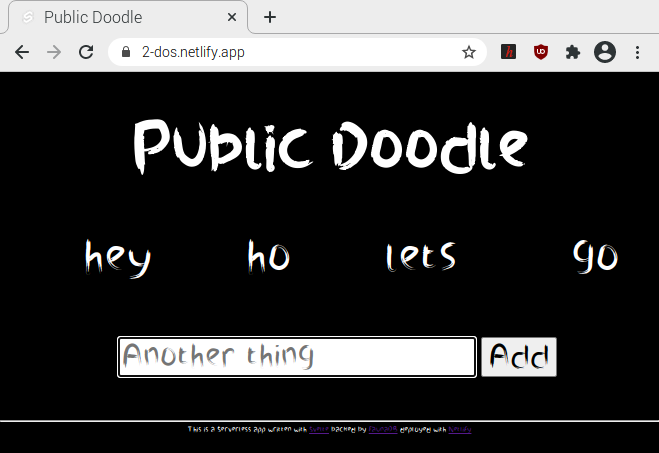 Public Doodle
2-dos.netlify.app
Public Doodle
hey ho lets go
Another thing Add
This is a serverless app written with Svelte backed by FaunaDB deployed with Netlify